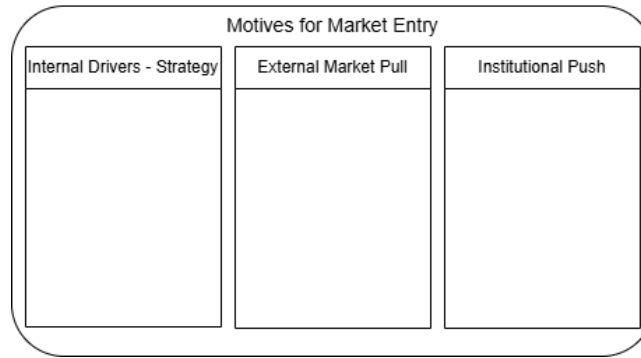 Motives for Market Entry
Internal Drivers - Strategy
External Market Pull
Institutional Push